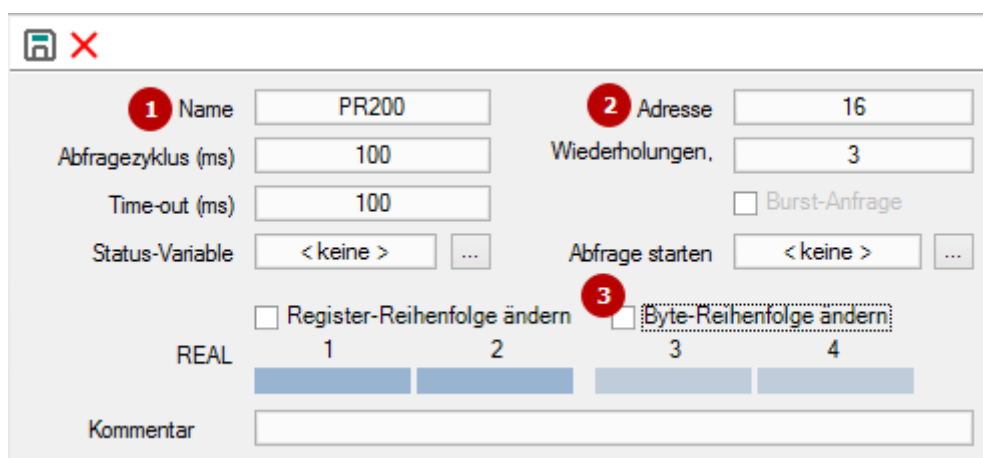 1 Name PR200 2 Adresse 16
Abfragezyklus (ms) 100 Wiederholungen, 3
Time-out (ms) 100 Burst-Anfrage
Status-Variable < keine > ... Abfrage starten < keine > ...
Register-Reihenfolge ändern 3 Byte-Reihenfolge ändern
REAL 1 2 3 4
Kommentar